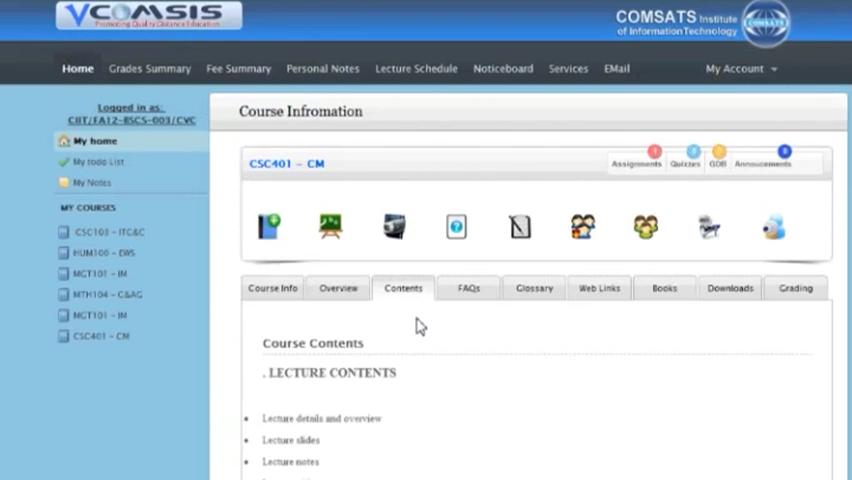 VCOMSIS
Promoting Quality Distance Education
COMSATS Institute
of Information Technology
COMSATS
Home Grades Summary Fee Summary Personal Notes Lecture Schedule Noticeboard Services EMail My Account
Logged in as:
CIIT/FA12-BSCS-003/CVC
My home
My todo List
My Notes
MY COURSES
CSC103 - ITC&C
HUM100 - EWS
MGT101 - IM
MTH104 - C&AG
MGT101 - IM
CSC401 - CM
Course Infromation
CSC401 - CM
Assignments Quizzes GDB Annoucements
Course Info Overview Contents FAQs Glossary Web Links Books Downloads Grading
Course Contents
. LECTURE CONTENTS
• Lecture details and overview
• Lecture slides
• Lecture notes